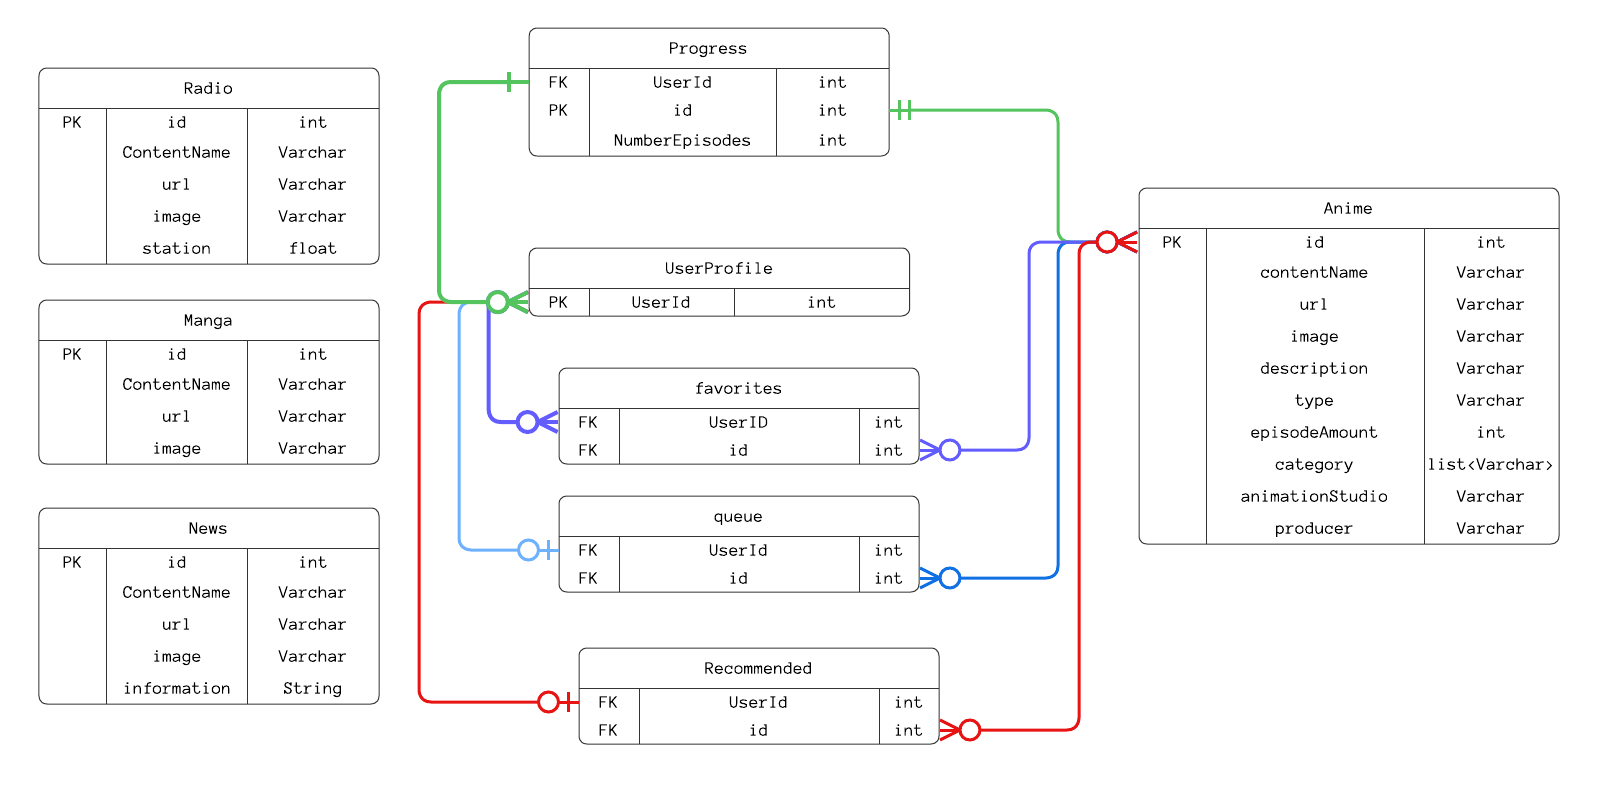 Radio
PK id int
ContentName Varchar
url Varchar
image Varchar
station float
Manga
PK id int
ContentName Varchar
url Varchar
image Varchar
News
PK id int
ContentName Varchar
url Varchar
image Varchar
information String
Progress
FK UserId int
PK id int
NumberEpisodes int
UserProfile
PK UserId int
favorites
FK UserID int
FK id int
queue
FK UserId int
FK id int
Recommended
FK UserId int
FK id int
Anime
PK id int
contentName Varchar
url Varchar
image Varchar
description Varchar
type Varchar
episodeAmount int
category list<Varchar>
animationStudio Varchar
producer Varchar